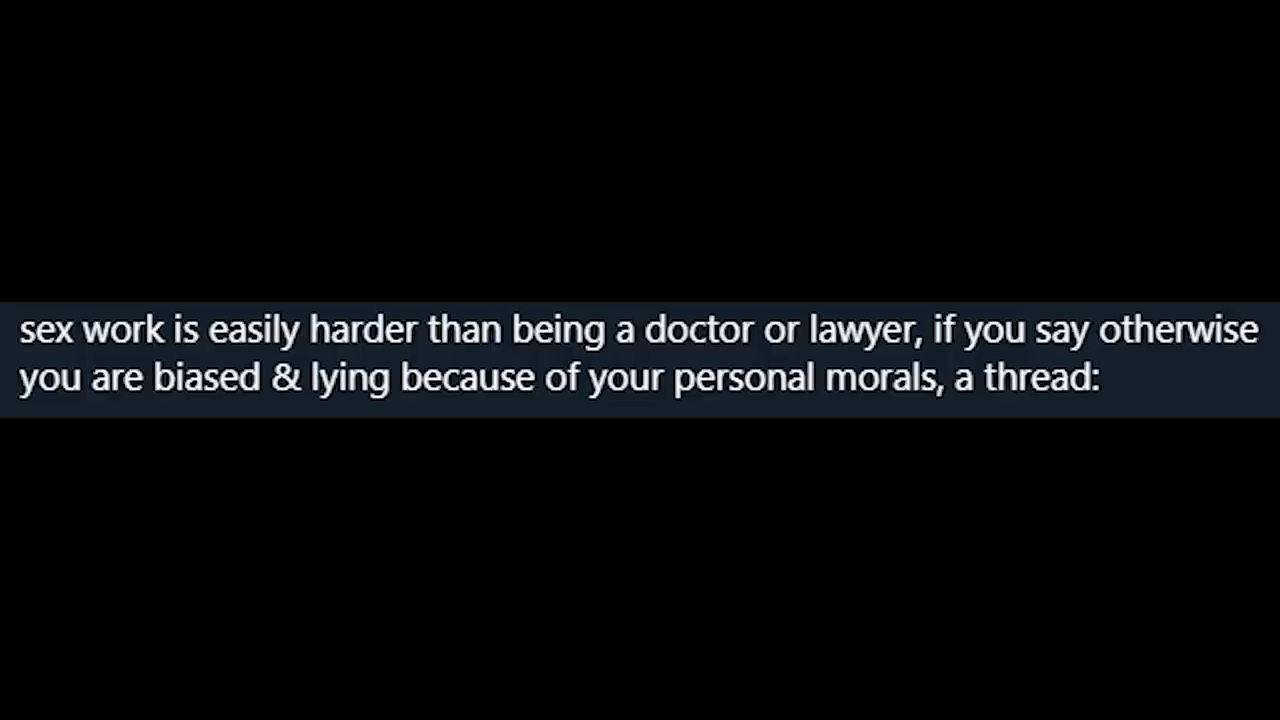 sex work is easily harder than being a doctor or lawyer, if you say otherwise
you are biased & lying because of your personal morals, a thread: